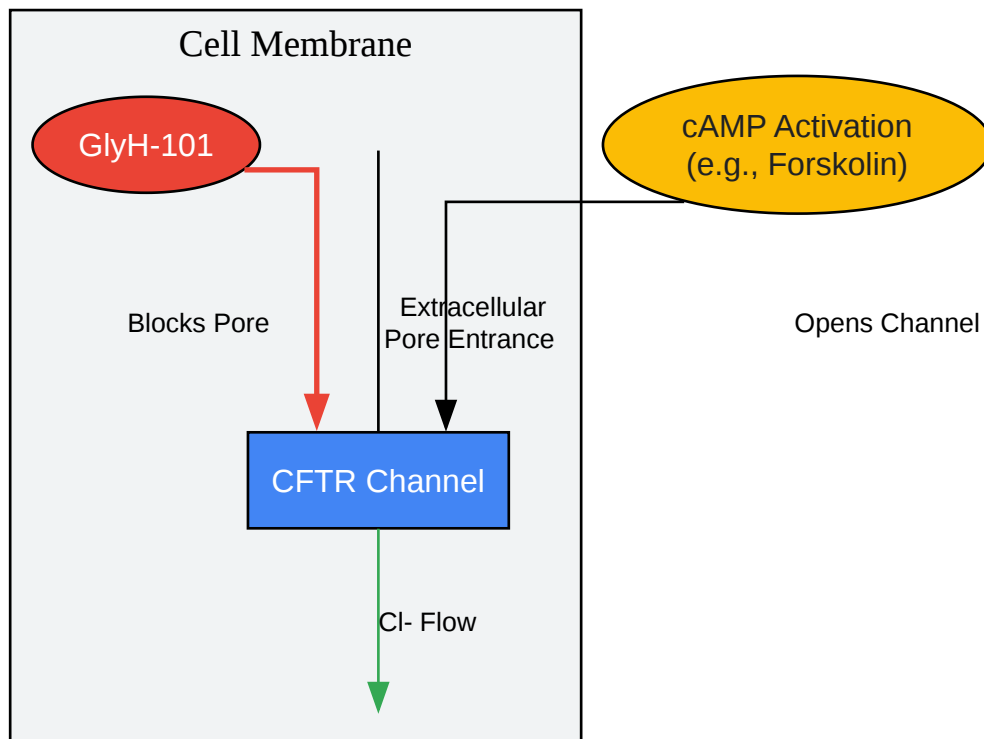 Cell Membrane
GlyH-101
cAMP Activation
(e.g., Forskolin)
Blocks Pore
Extracellular
Pore Entrance
Opens Channel
CFTR Channel
Cl- Flow